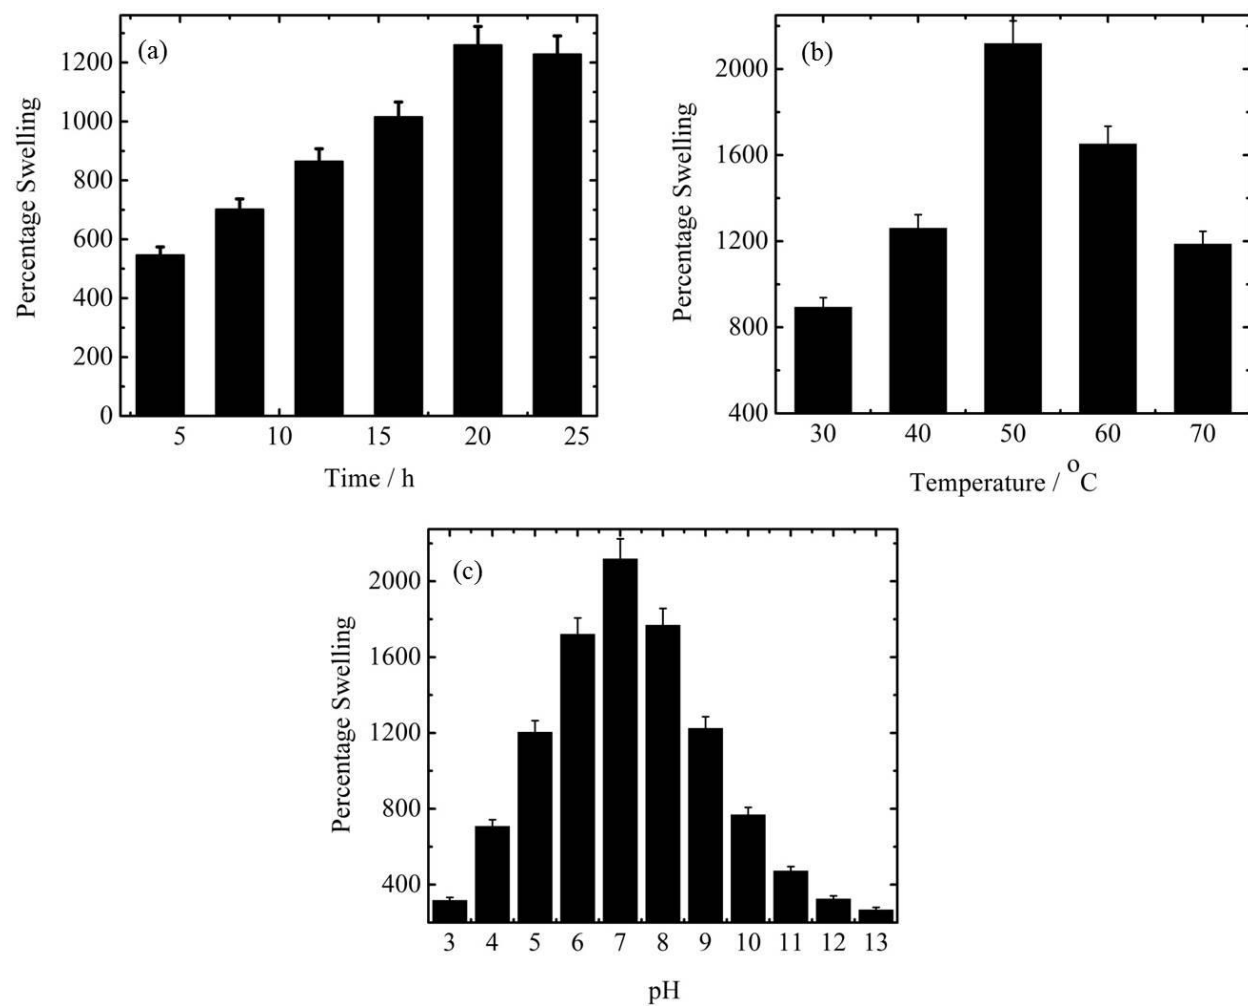 (a)
Percentage Swelling
1200
1000
800
600
400
200
0
5 10 15 20 25
Time / h
(b)
Percentage Swelling
2000
1600
1200
800
400
30 40 50 60 70
Temperature / °C
(c)
Percentage Swelling
2000
1600
1200
800
400
3 4 5 6 7 8 9 10 11 12 13
pH